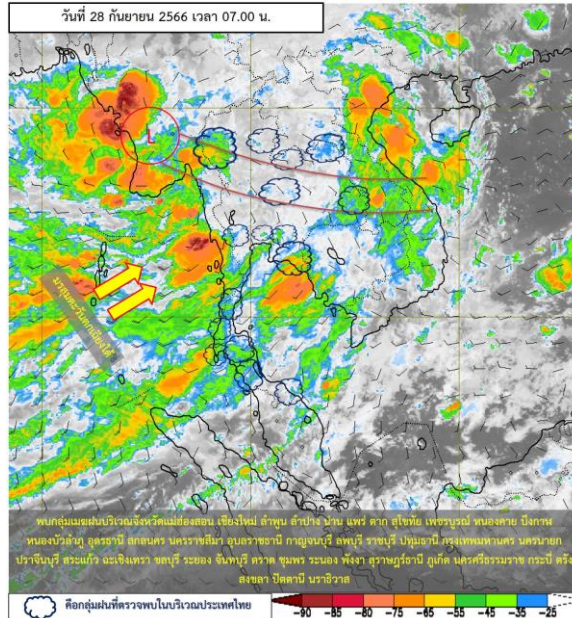 วันที่ 28 กันยายน 2566 เวลา 07.00 น.
L
มรสุมตะวันตกเฉียงใต้
พบกลุ่มเมฆฝนบริเวณจังหวัดแม่ฮ่องสอน เชียงใหม่ ลำพูน ลำปาง น่าน แพร่ ตาก สุโขทัย เพชรบูรณ์ หนองคาย บึงกาฬ
หนองบัวลำภู อุดรธานี สกลนคร นครราชสีมา อุบลราชธานี กาญจนบุรี ลพบุรี ราชบุรี ปทุมธานี กรุงเทพมหานคร นครนายก
ปราจีนบุรี สระแก้ว ฉะเชิงเทรา ชลบุรี ระยอง จันทบุรี ตราด ชุมพร ระนอง พังงา สุราษฎร์ธานี ภูเก็ต นครศรีธรรมราช กระบี่ ตรัง
สงขลา ปัตตานี นราธิวาส
คือกลุ่มฝนที่ตรวจพบในบริเวณประเทศไทย
-90 -85 -80 -75 -65 -55 -45 -35 -25